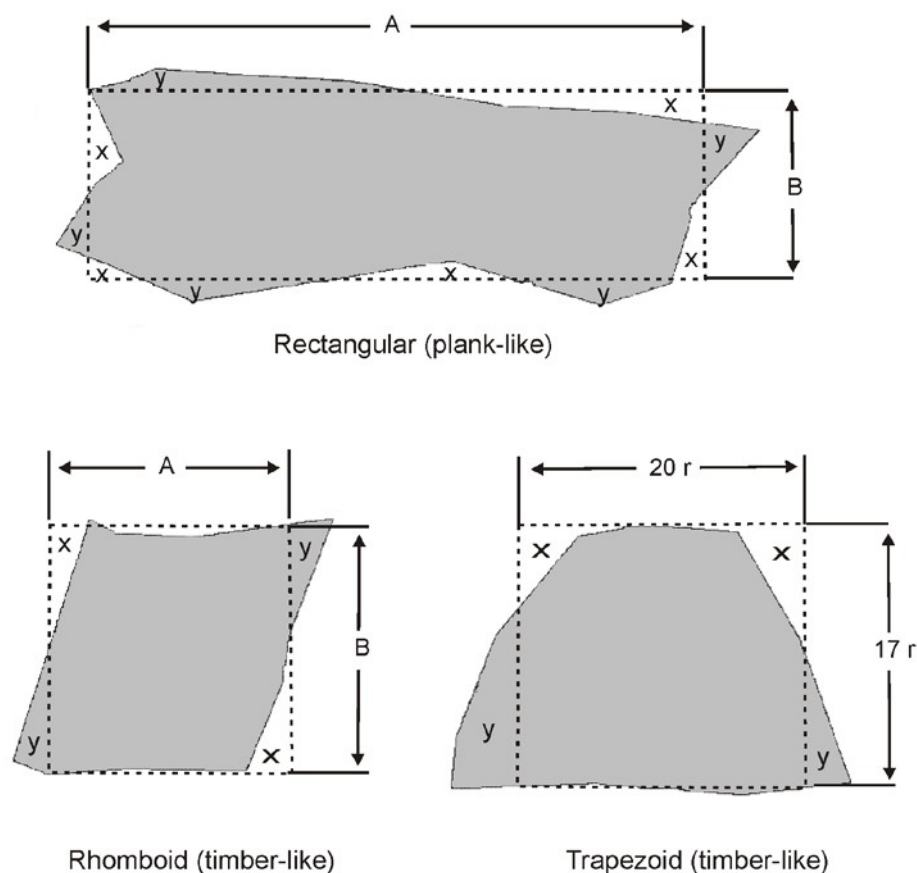 A
y
x
x
y
B
y
x
x
x
y
y
Rectangular (plank-like)
A
20 r
x
y
x
x
B
17 r
y
x
y
y
Rhomboid (timber-like)
Trapezoid (timber-like)